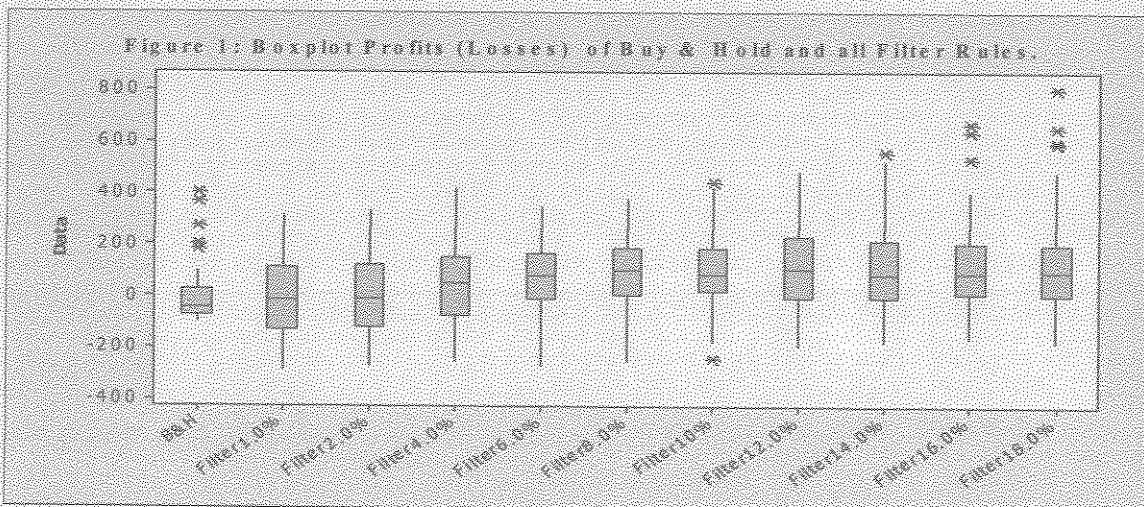 Figure 1: Boxplot Profits (Losses) of Buy & Hold and all Filter Rules.
800
600
400
200
0
-200
-400
Data
B&H
Filter1.0%
Filter2.0%
Filter4.0%
Filter6.0%
Filter8.0%
Filter10%
Filter12.0%
Filter14.0%
Filter16.0%
Filter18.0%